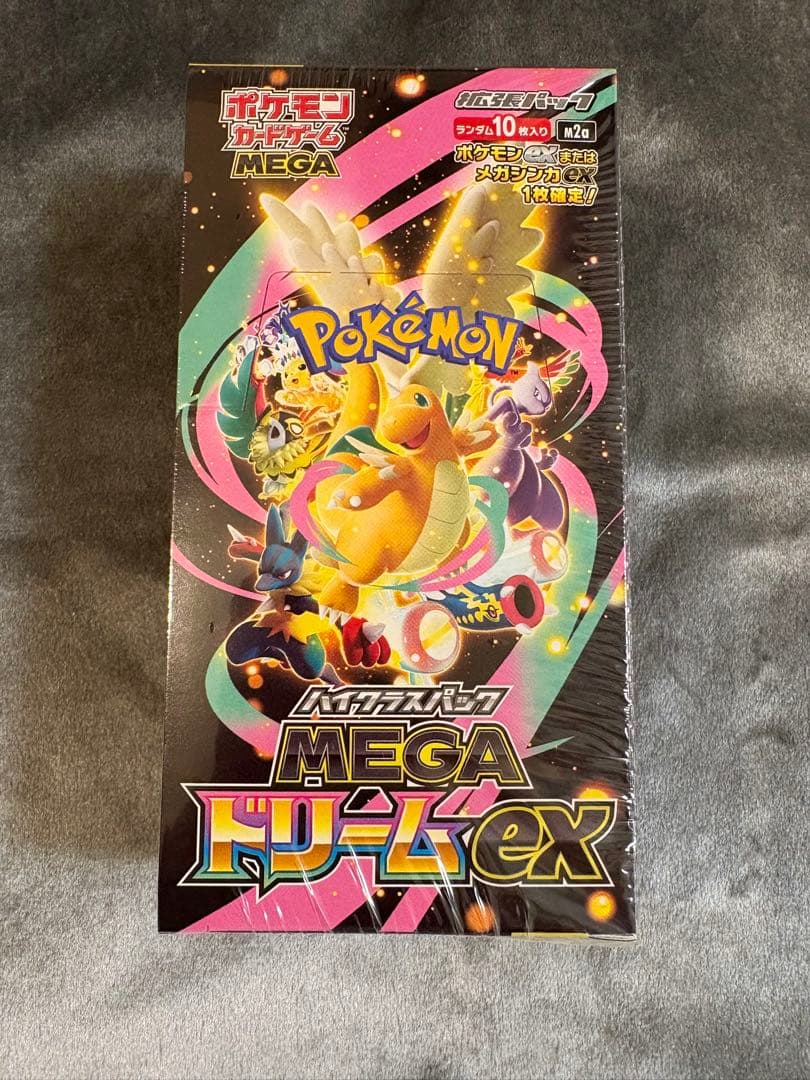 ポケモン
カードゲーム
MEGA
拡張パック
ランダム10枚入り
M2a
ポケモンexまたは
メガシンカex
1枚確定!
POKéMON
ハイクラスパック
MEGA
ドリームex